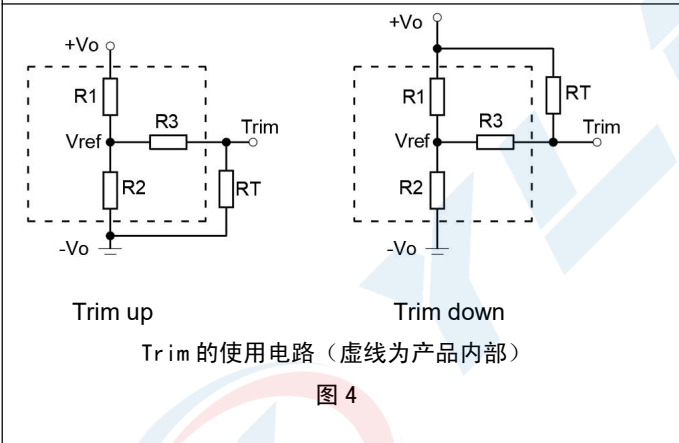 +Vo
R1
R3
Trim
Vref
R2
RT
-Vo
Trim up
+Vo
R1
RT
R3
Trim
Vref
R2
-Vo
Trim down
Trim 的使用电路（虚线为产品内部）
图 4